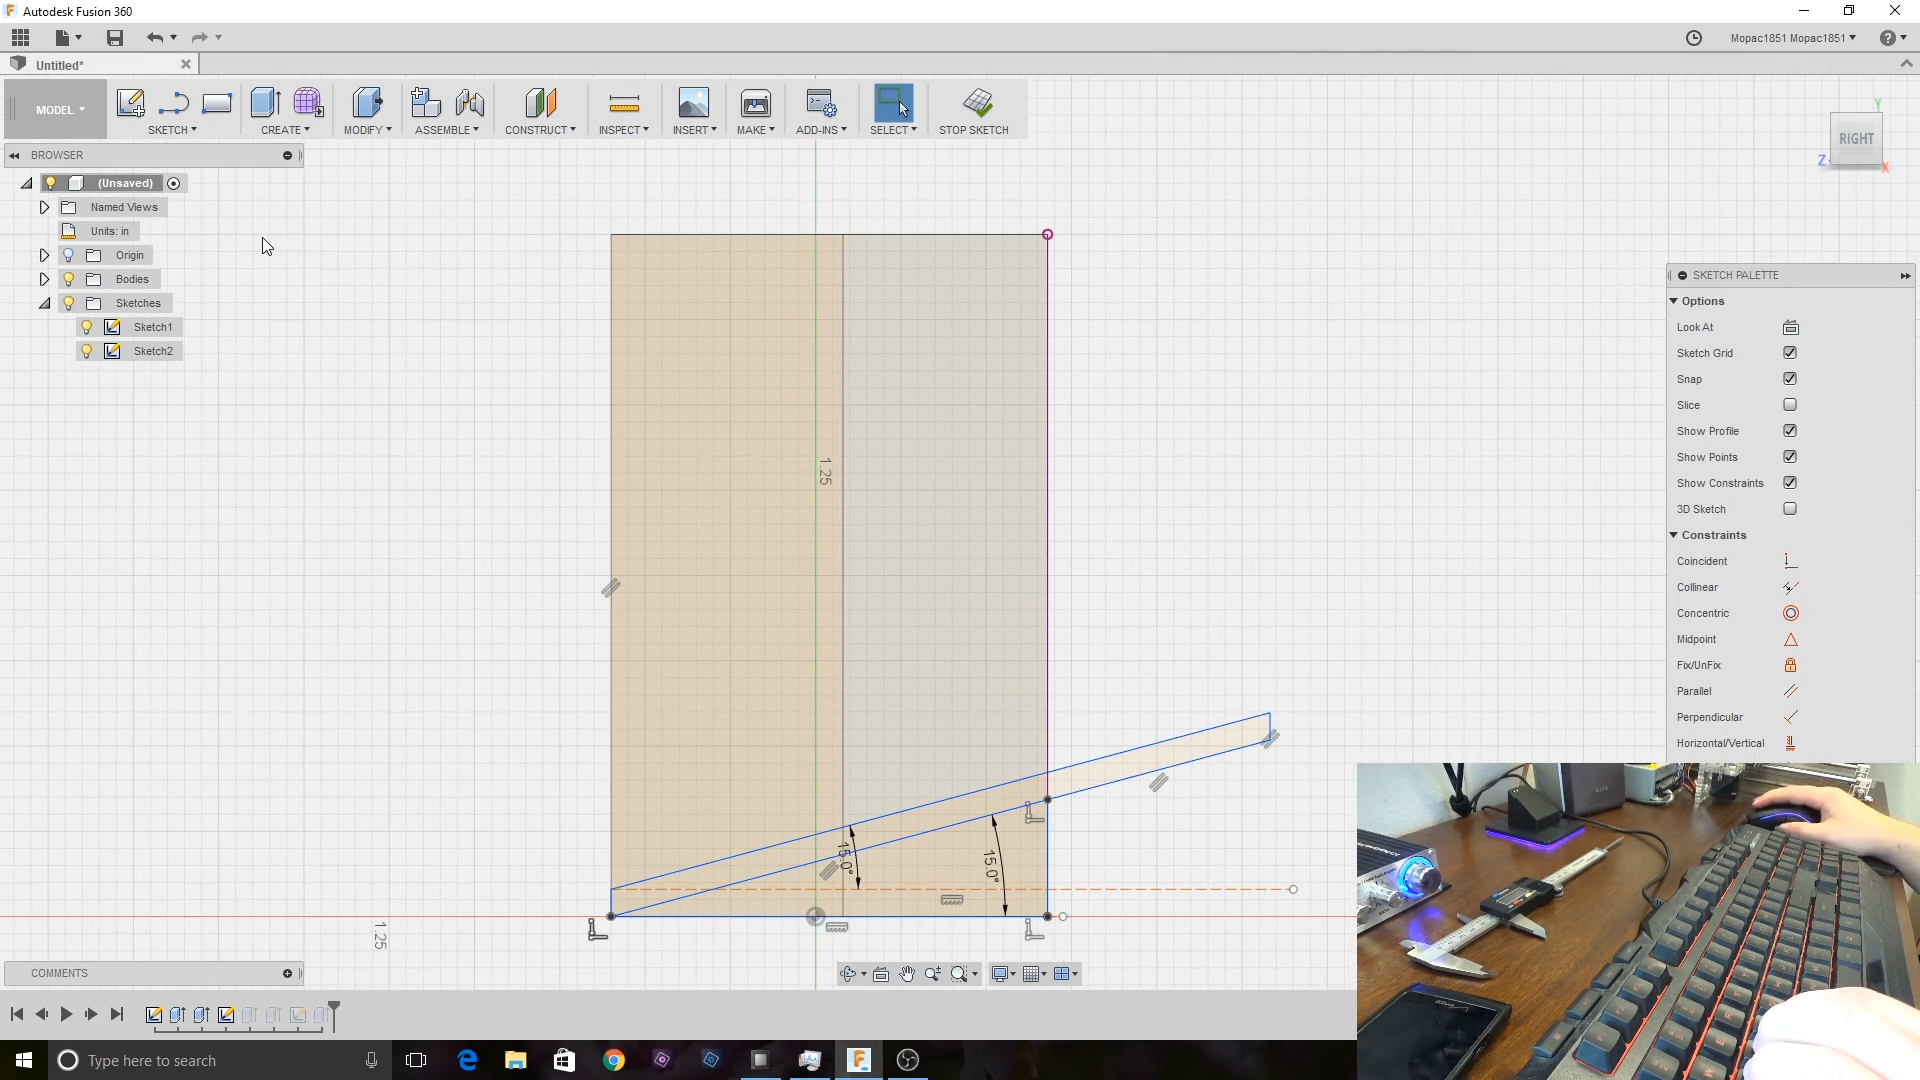 Autodesk Fusion 360
Mopac1851 Mopac1851
Untitled*
MODEL
SKETCH
CREATE
MODIFY
ASSEMBLE
CONSTRUCT
INSPECT
INSERT
MAKE
ADD-INS
SELECT
STOP SKETCH
Y
RIGHT
Z
X
BROWSER
(Unsaved)
Named Views
Units: in
Origin
Bodies
Sketches
Sketch1
Sketch2
SKETCH PALETTE
Options
Look At
Sketch Grid
Snap
Slice
Show Profile
Show Points
Show Constraints
3D Sketch
Constraints
Coincident
Collinear
Concentric
Midpoint
Fix/UnFix
Parallel
Perpendicular
Horizontal/Vertical
1.25
15.0°
15.0°
1.25
COMMENTS
Type here to search